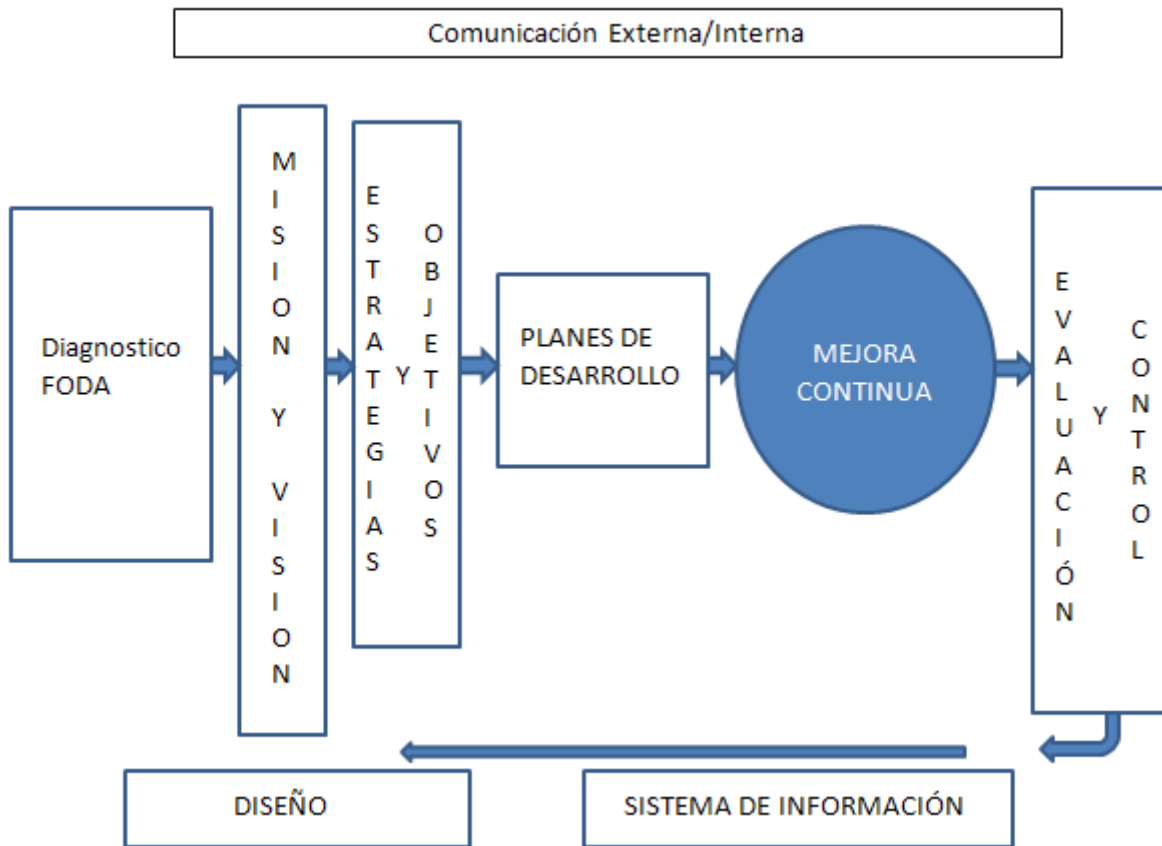 Comunicación Externa/Interna
Diagnostico
FODA
MISION Y VISION
ESTRATEGIAS
Y
OBJETIVOS
PLANES DE
DESARROLLO
MEJORA
CONTINUA
EVALUACIÓN
Y
CONTROL
DISEÑO
SISTEMA DE INFORMACIÓN